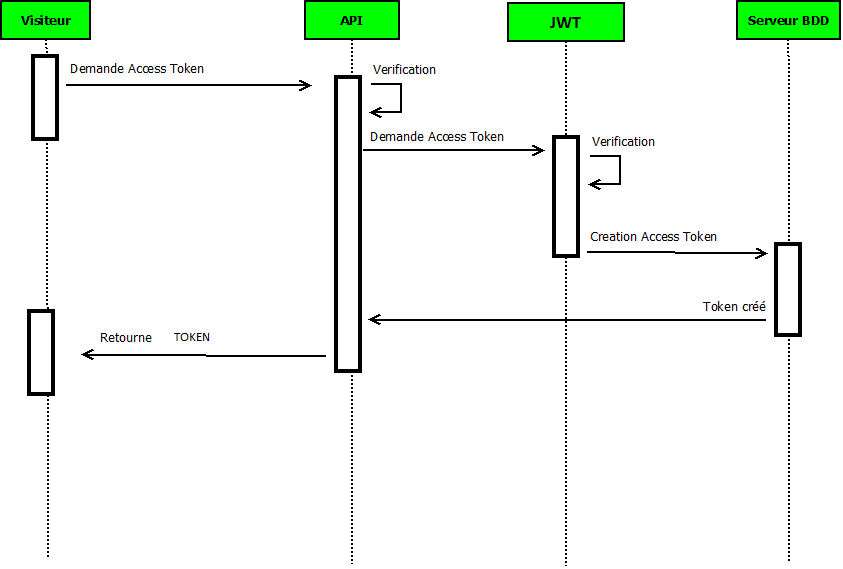 Visiteur
API
JWT
Serveur BDD
Demande Access Token
Verification
Demande Access Token
Verification
Creation Access Token
Token créé
Retourne TOKEN